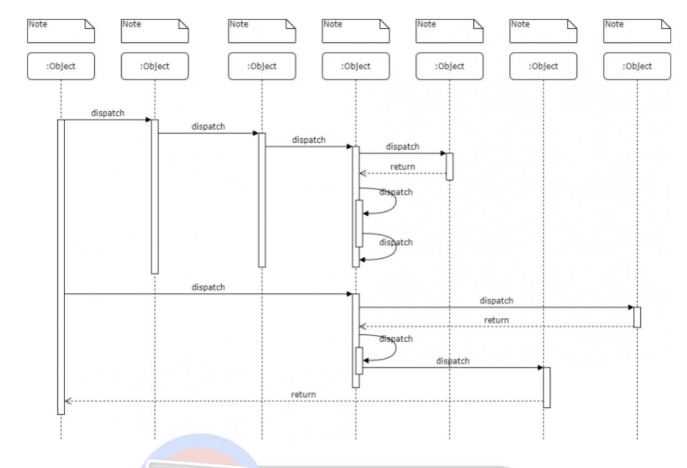 Note Note Note Note Note Note Note
:Object :Object :Object :Object :Object :Object :Object
dispatch
dispatch
dispatch
dispatch
return
dispatch
dispatch
dispatch
dispatch
return
dispatch
dispatch
return